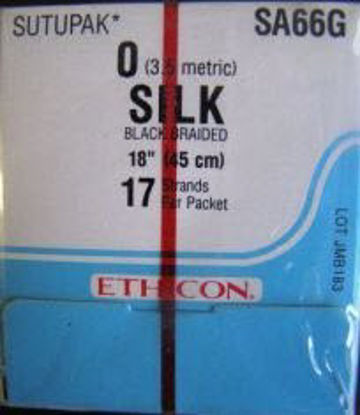 SUTUPAK* SA66G
0 (3.5 metric)
SILK
BLACK BRAIDED
18" (45 cm)
17 Strands
Per Packet
LOT JMB183
ETHICON.